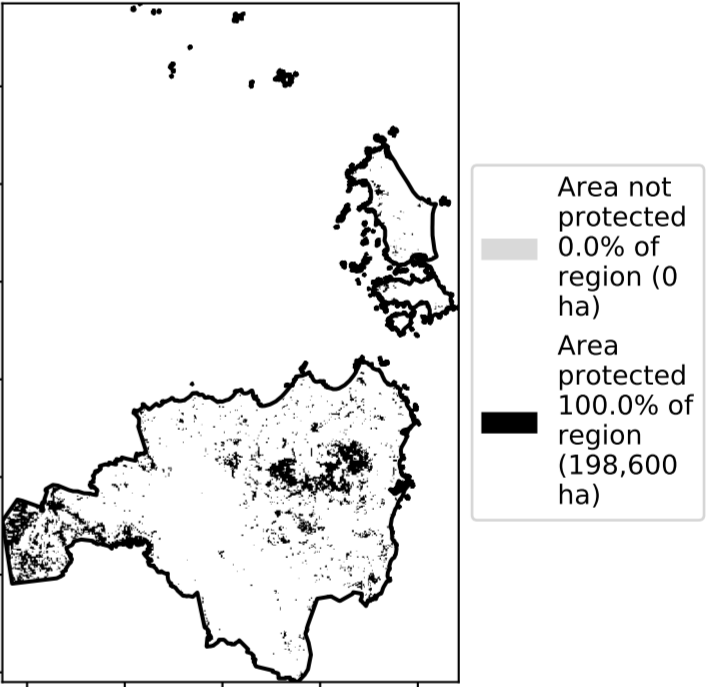 Area not
protected
0.0% of
region (0
ha)
Area
protected
100.0% of
region
(198,600
ha)